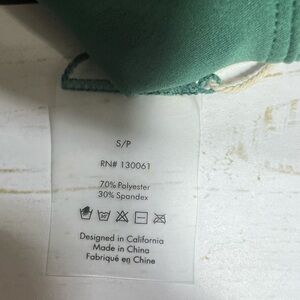 S/P
RN# 130061
70% Polyester
30% Spandex
Designed in California
Made in China
Fabriqué en Chine